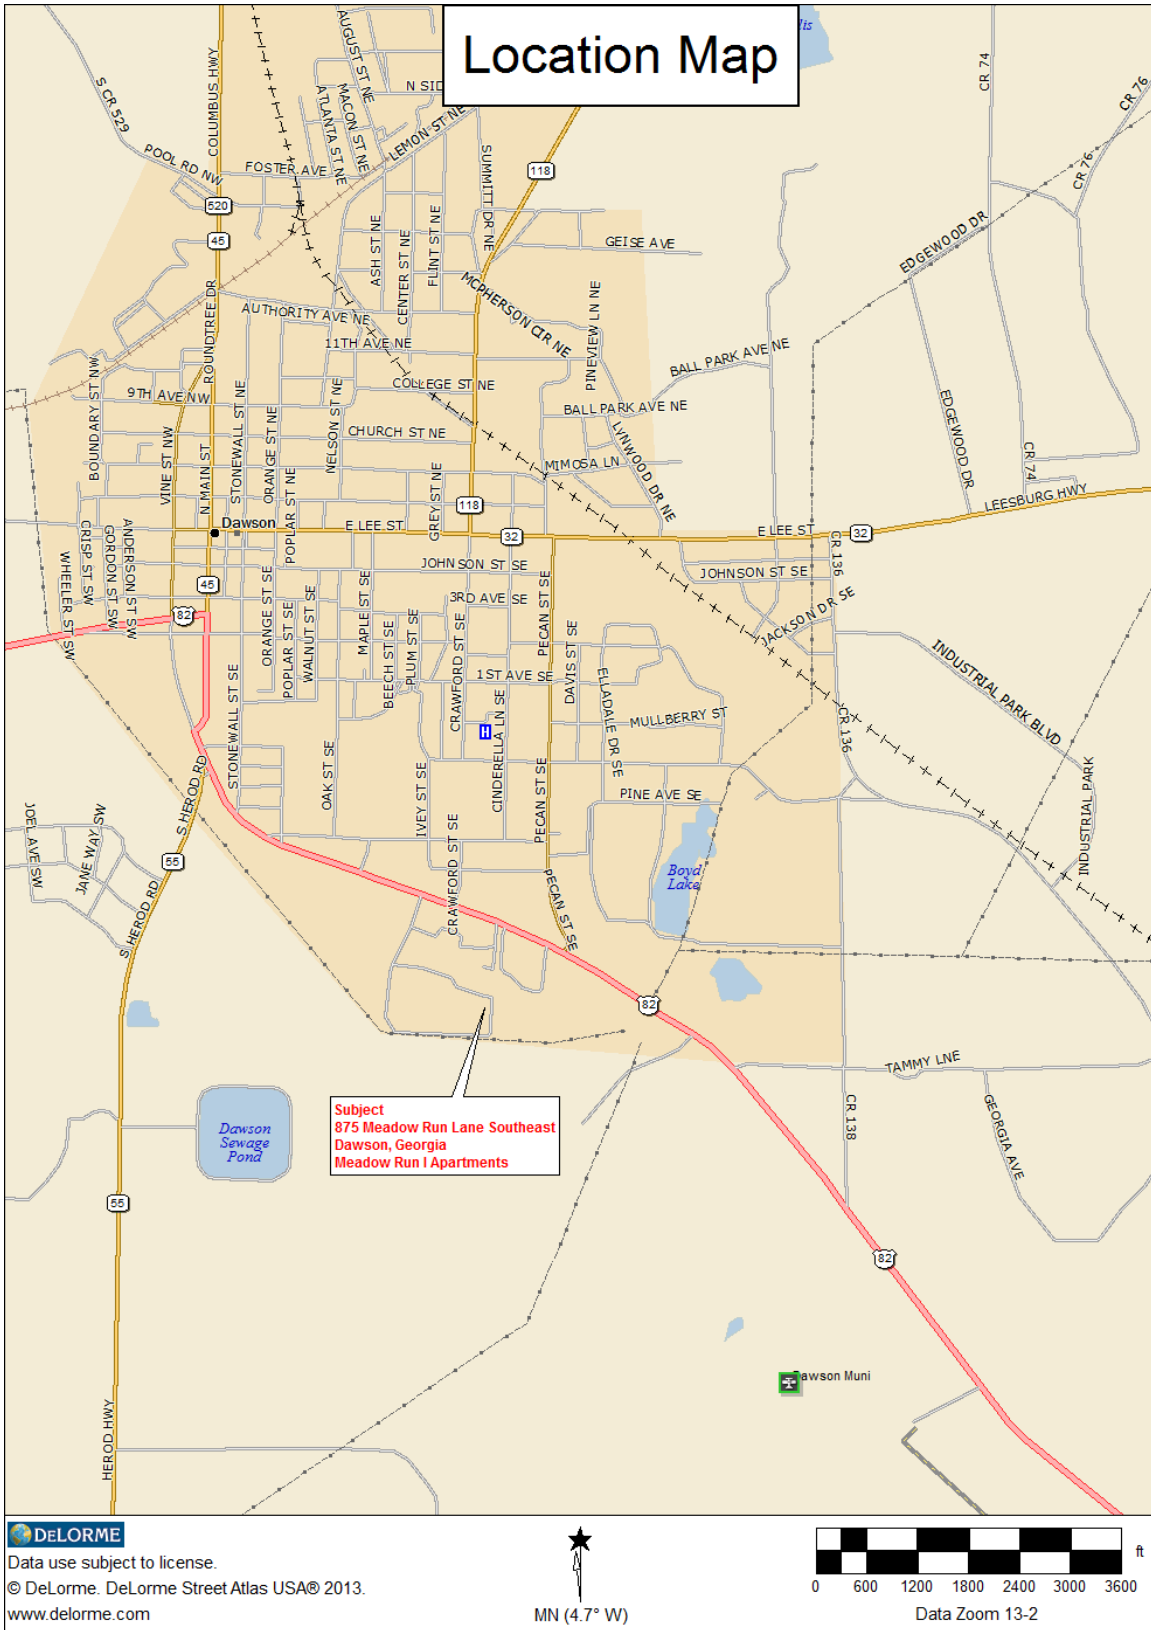 Location Map
lis
COLUMBUS HWY
AUGUST ST NE
N SID
CR 74
CR 76
S CR 529
ATLANTA ST NE
MACON ST NE
LEMON ST NE
POOL RD NW
FOSTER AVE
SUMMITT DR NE
118
CR 76
520
45
ASH ST NE
CENTER ST NE
FLINT ST NE
GEISE AVE
EDGEWOOD DR
ROUNDTREE DR
AUTHORITY AVE NE
MCPHERSON CIR NE
PINEVIEW LN NE
11TH AVE NE
BALL PARK AVE NE
BOUNDARY ST NW
9TH AVE NW
COLLEGE ST NE
BALL PARK AVE NE
EDGEWOOD DR
VINE ST NW
N MAIN ST
STONEWALL ST NE
ORANGE ST NE
NELSON ST NE
CHURCH ST NE
LYNWOOD DR NE
CR 74
POPLAR ST NE
GREY ST NE
MIMOSA LN
LEESBURG HWY
118
Dawson
E LEE ST
32
E LEE ST
32
WHEELER ST SW
CRISP ST SW
GORDON ST SW
ANDERSON ST SW
JOHNSON ST SE
JOHNSON ST SE
CR 136
45
3RD AVE SE
82
ORANGE ST SE
POPLAR ST SE
WALNUT ST SE
MAPLE ST SE
BEECH ST SE
PLUM ST SE
CRAWFORD ST SE
PECAN ST SE
DAVIS ST SE
JACKSON DR SE
INDUSTRIAL PARK BLVD
1ST AVE SE
STONEWALL ST SE
ELLADALE DR SE
MULLBERRY ST
CR 136
H
CINDERELLA LN SE
S HEROD RD
OAK ST SE
IVEY ST SE
PECAN ST SE
PINE AVE SE
INDUSTRIAL PARK
JOEL AVE SW
JANE WAY SW
55
CRAWFORD ST SE
Boyd
Lake
PECAN ST SE
S HEROD RD
82
TAMMY LNE
Subject
875 Meadow Run Lane Southeast
Dawson, Georgia
Meadow Run I Apartments
Dawson
Sewage
Pond
CR 138
GEORGIA AVE
55
82
Dawson Muni
HEROD HWY
DELORME
Data use subject to license.
© DeLorme. DeLorme Street Atlas USA® 2013.
www.delorme.com
MN (4.7° W)
ft
0 600 1200 1800 2400 3000 3600
Data Zoom 13-2